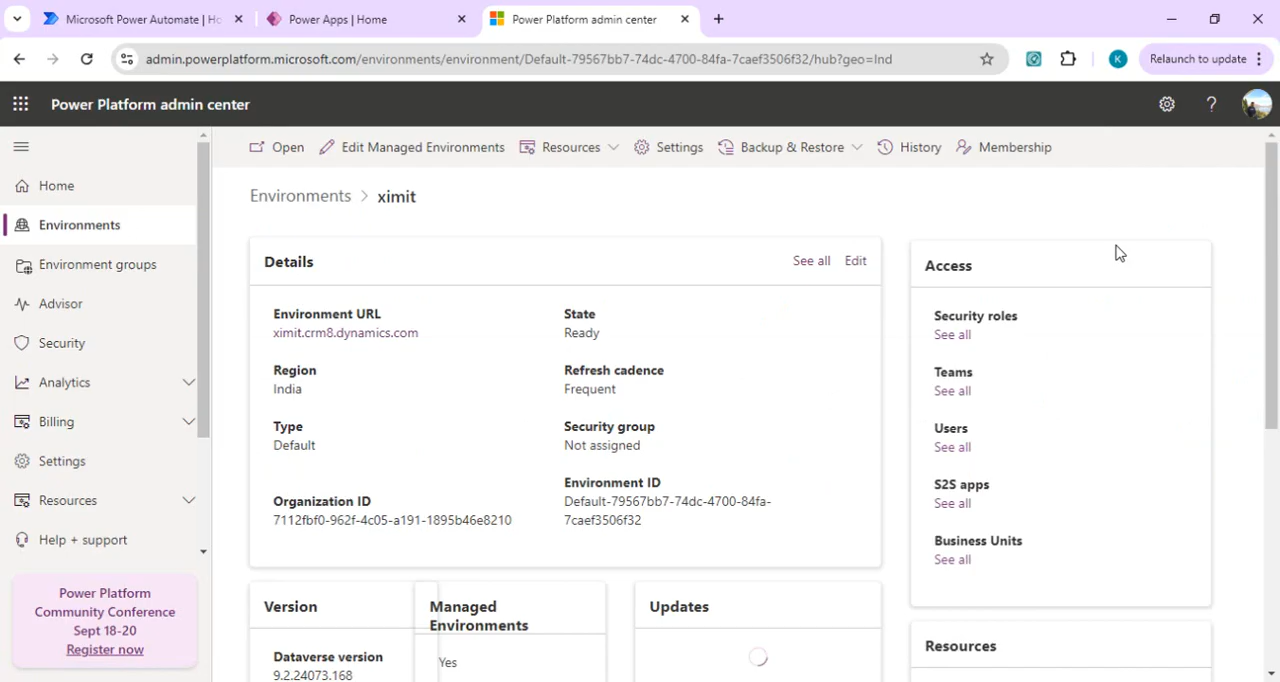 Microsoft Power Automate | Ho
Power Apps | Home
Power Platform admin center
admin.powerplatform.microsoft.com/environments/environment/Default-79567bb7-74dc-4700-84fa-7caef3506f32/hub?geo=Ind
K
Relaunch to update
Power Platform admin center
?
Home
Environments
Environment groups
Advisor
Security
Analytics
Billing
Settings
Resources
Help + support
Power Platform
Community Conference
Sept 18-20
Register now
Open
Edit Managed Environments
Resources
Settings
Backup & Restore
History
Membership
Environments > ximit
Details
See all
Edit
Environment URL
ximit.crm8.dynamics.com
State
Ready
Region
India
Refresh cadence
Frequent
Type
Default
Security group
Not assigned
Organization ID
7112fbf0-962f-4c05-a191-1895b46e8210
Environment ID
Default-79567bb7-74dc-4700-84fa-
7caef3506f32
Access
Security roles
See all
Teams
See all
Users
See all
S2S apps
See all
Business Units
See all
Version
Dataverse version
9.2.24073.168
Managed
Environments
Yes
Updates
Resources